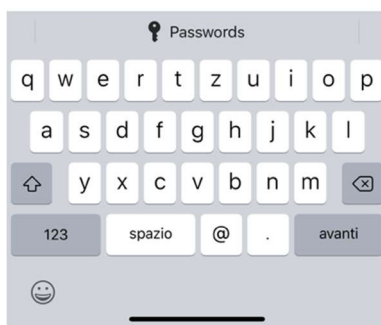 Passwords
q w e r t z u i o p
a s d f g h j k l
y x c v b n m
123 spazio @ . avanti